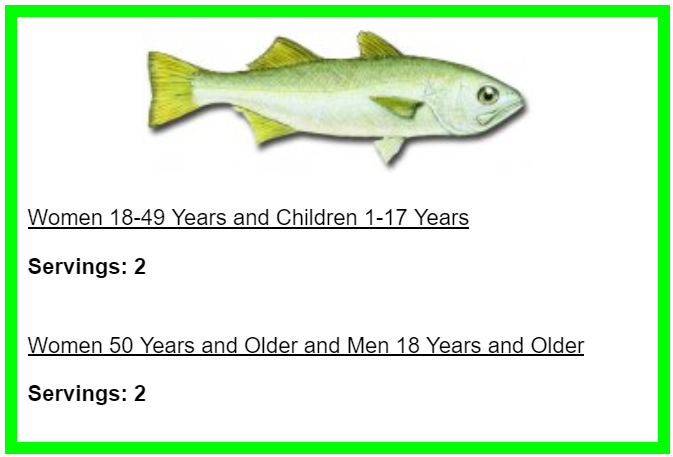 Women 18-49 Years and Children 1-17 Years
Servings: 2
Women 50 Years and Older and Men 18 Years and Older
Servings: 2